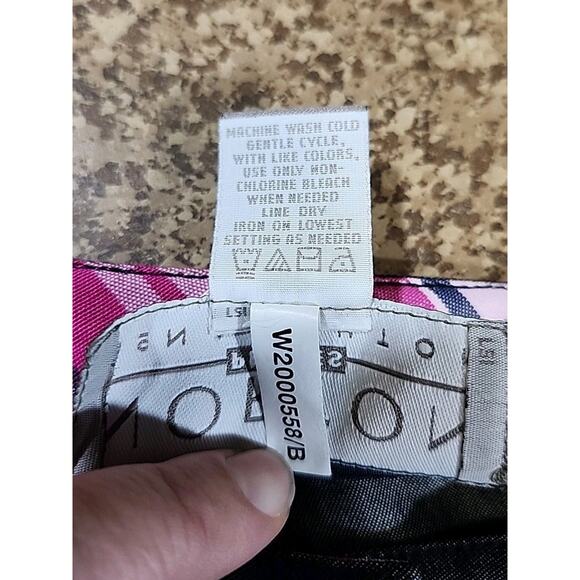 MACHINE WASH COLD
GENTLE CYCLE,
WITH LIKE COLORS,
USE ONLY NON-
CHLORINE BLEACH
WHEN NEEDED
LINE DRY
IRON ON LOWEST
SETTING AS NEEDED
W2000558/B